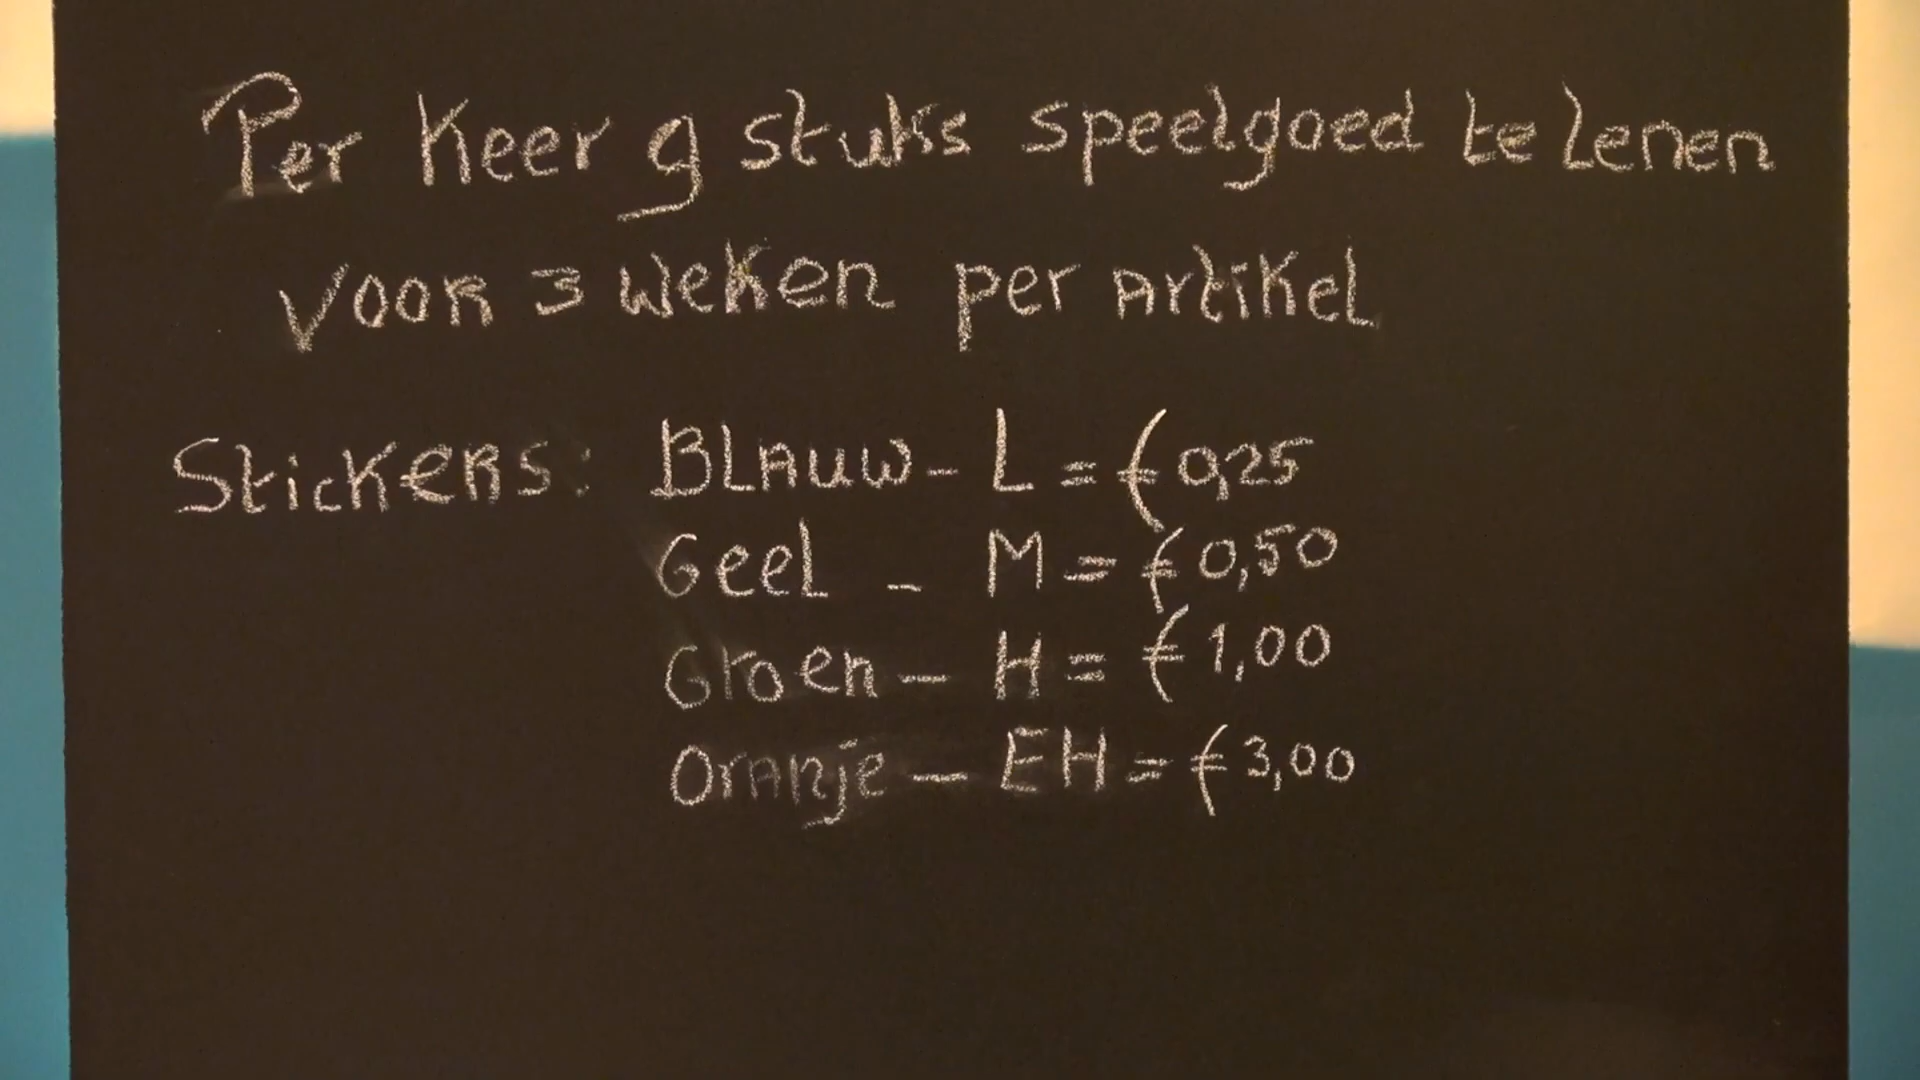 Per keer 9 stuks speelgoed te lenen
voor 3 weken per artikel
Stickers: Blauw - L = € 0,25
Geel - M = € 0,50
Groen - H = € 1,00
Oranje - EH = € 3,00